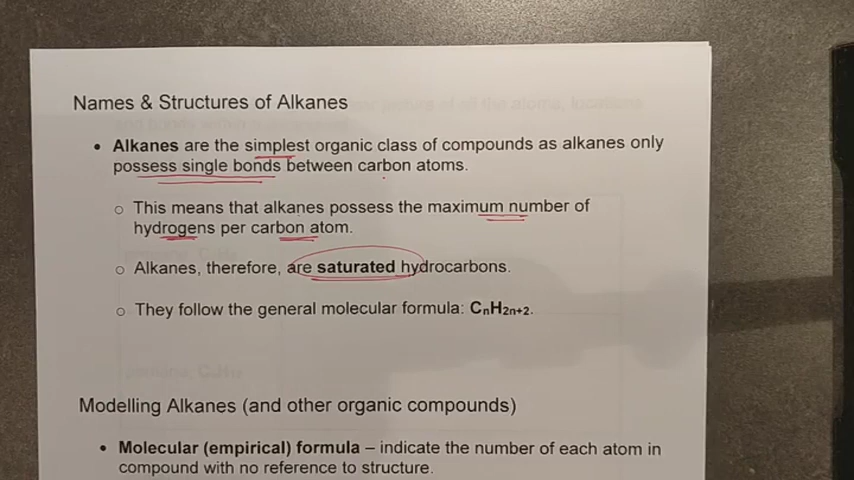 Names & Structures of Alkanes
• Alkanes are the simplest organic class of compounds as alkanes only
possess single bonds between carbon atoms.
○ This means that alkanes possess the maximum number of
hydrogens per carbon atom.
○ Alkanes, therefore, are saturated hydrocarbons.
○ They follow the general molecular formula: CₙH₂ₙ₊₂.
Modelling Alkanes (and other organic compounds)
• Molecular (empirical) formula – indicate the number of each atom in
compound with no reference to structure.